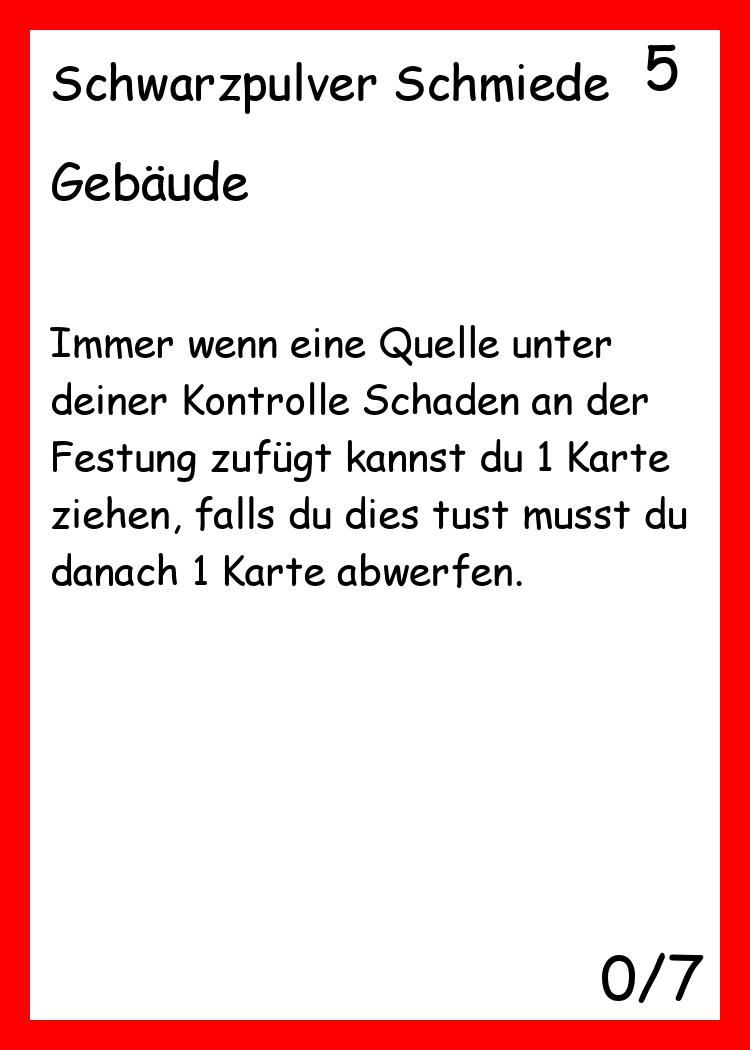 Schwarzpulver Schmiede 5
Gebäude
Immer wenn eine Quelle unter
deiner Kontrolle Schaden an der
Festung zufügt kannst du 1 Karte
ziehen, falls du dies tust musst du
danach 1 Karte abwerfen.
0/7